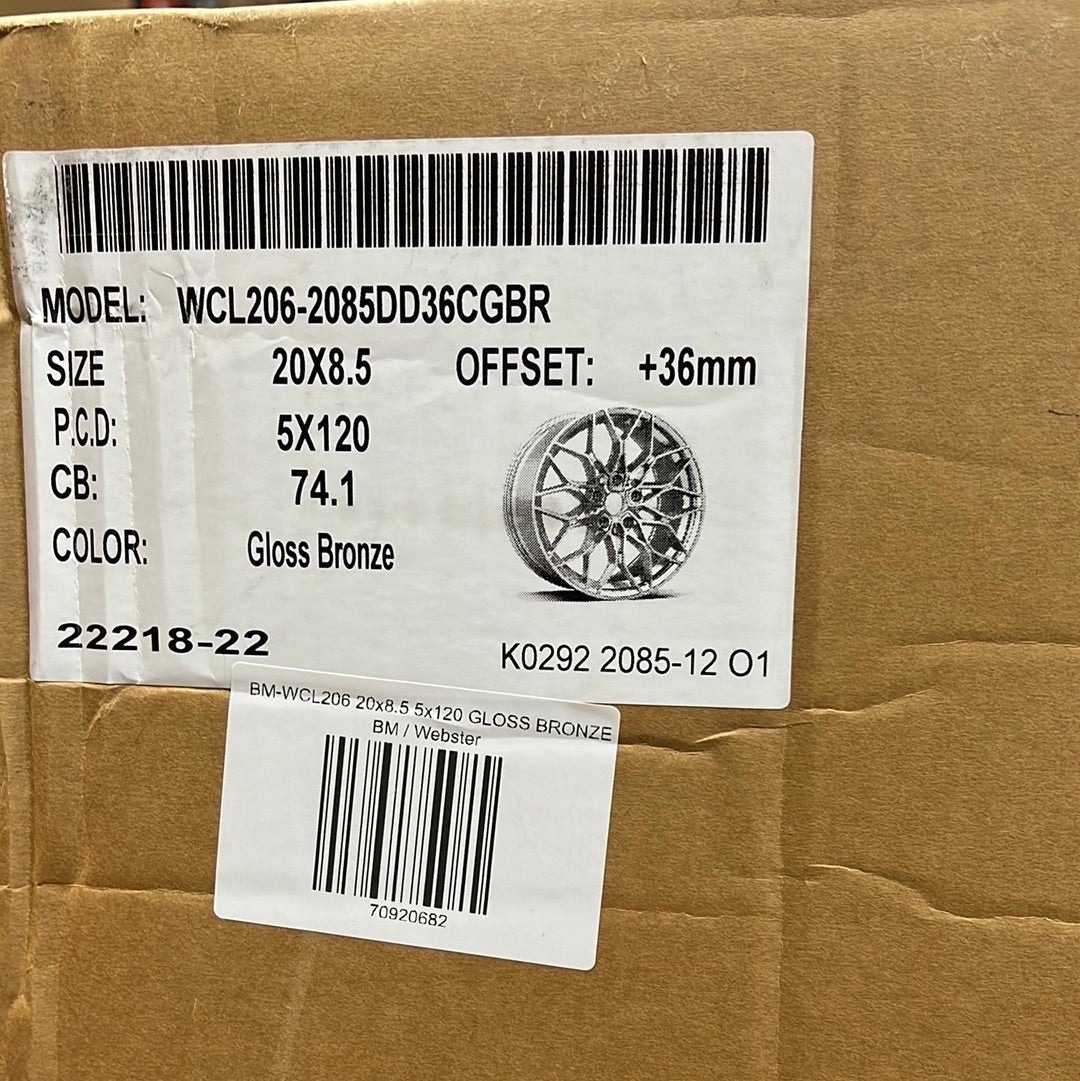 MODEL: WCL206-2085DD36CGBR
SIZE 20X8.5 OFFSET: +36mm
P.C.D: 5X120
CB: 74.1
COLOR: Gloss Bronze
22218-22 K0292 2085-12 O1
BM-WCL206 20x8.5 5x120 GLOSS BRONZE
BM / Webster
70920682